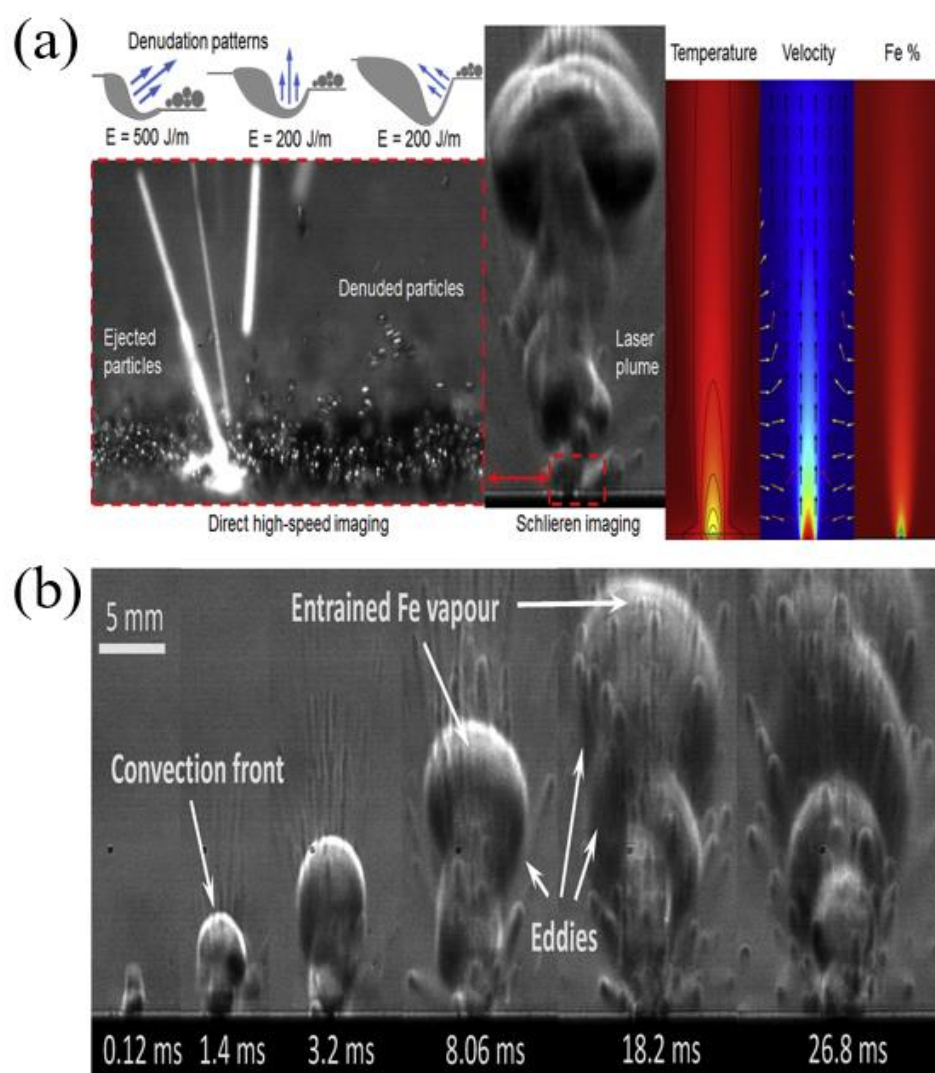 (a)
Denudation patterns
E = 500 J/m
E = 200 J/m
E = 200 J/m
Temperature
Velocity
Fe %
Ejected
particles
Denuded particles
Laser
plume
Direct high-speed imaging
Schlieren imaging
(b)
5 mm
Entrained Fe vapour
Convection front
Eddies
0.12 ms
1.4 ms
3.2 ms
8.06 ms
18.2 ms
26.8 ms